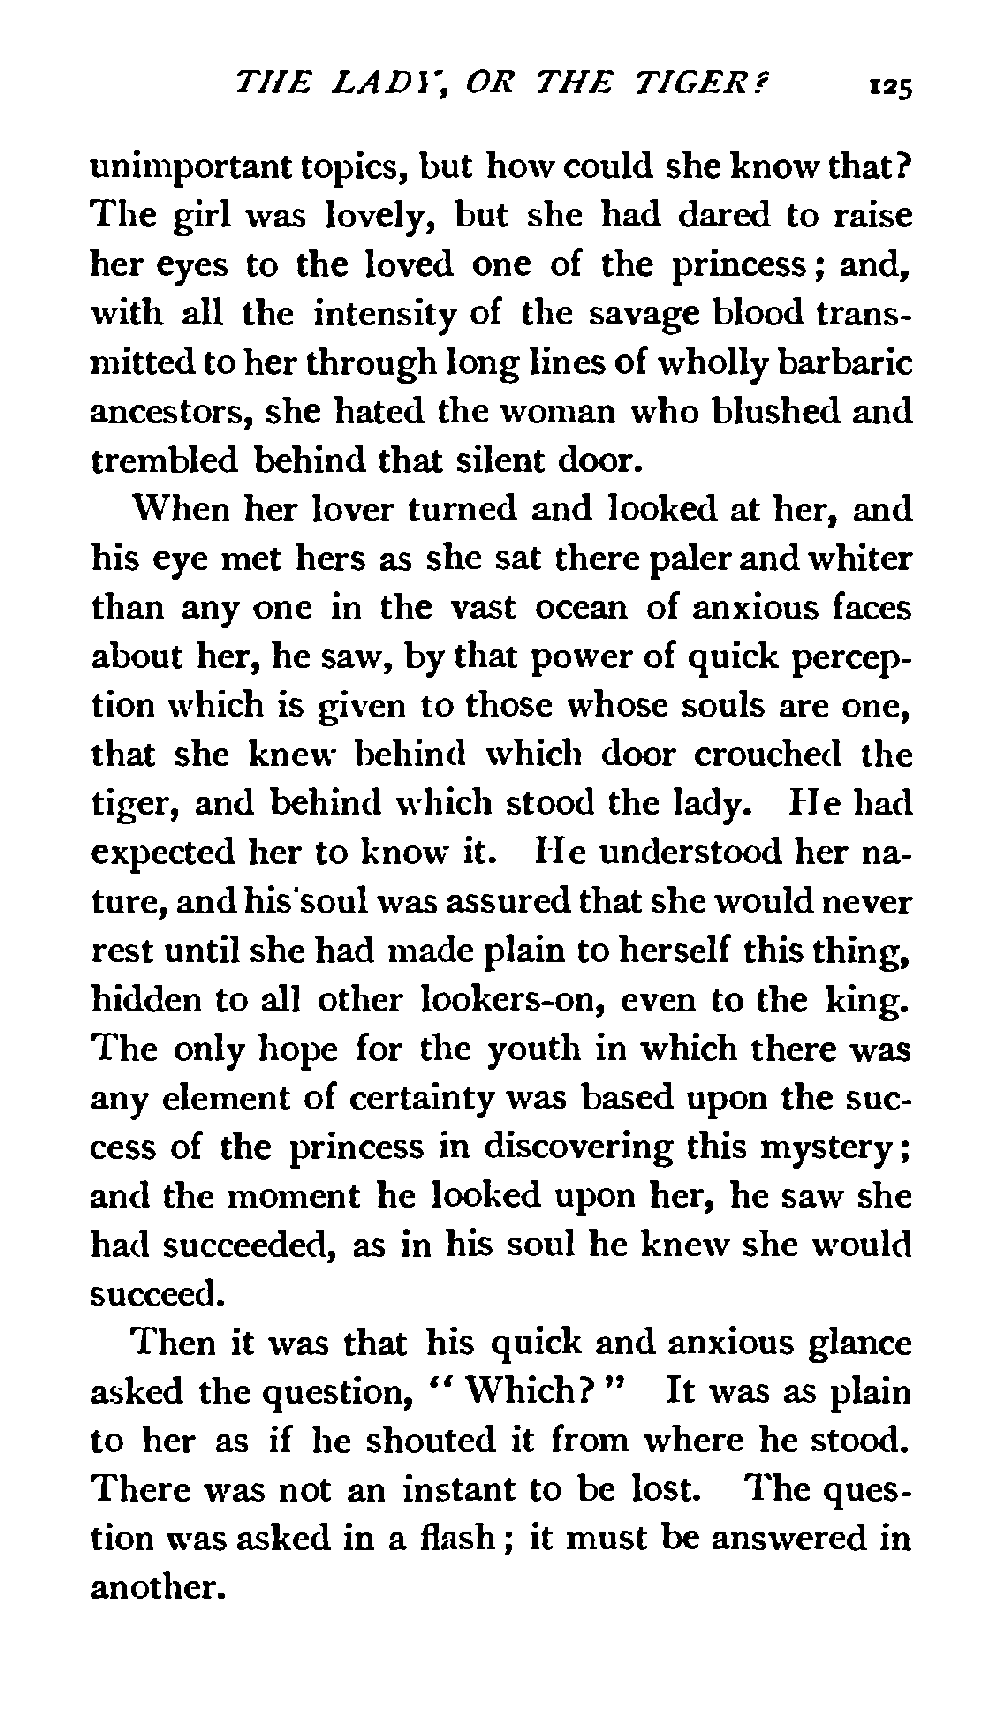 THE LADY, OR THE TIGER? 125
unimportant topics, but how could she know that?
The girl was lovely, but she had dared to raise
her eyes to the loved one of the princess; and,
with all the intensity of the savage blood trans-
mitted to her through long lines of wholly barbaric
ancestors, she hated the woman who blushed and
trembled behind that silent door.
When her lover turned and looked at her, and
his eye met hers as she sat there paler and whiter
than any one in the vast ocean of anxious faces
about her, he saw, by that power of quick percep-
tion which is given to those whose souls are one,
that she knew behind which door crouched the
tiger, and behind which stood the lady. He had
expected her to know it. He understood her na-
ture, and his soul was assured that she would never
rest until she had made plain to herself this thing,
hidden to all other lookers-on, even to the king.
The only hope for the youth in which there was
any element of certainty was based upon the suc-
cess of the princess in discovering this mystery;
and the moment he looked upon her, he saw she
had succeeded, as in his soul he knew she would
succeed.
Then it was that his quick and anxious glance
asked the question, "Which?" It was as plain
to her as if he shouted it from where he stood.
There was not an instant to be lost. The ques-
tion was asked in a flash; it must be answered in
another.